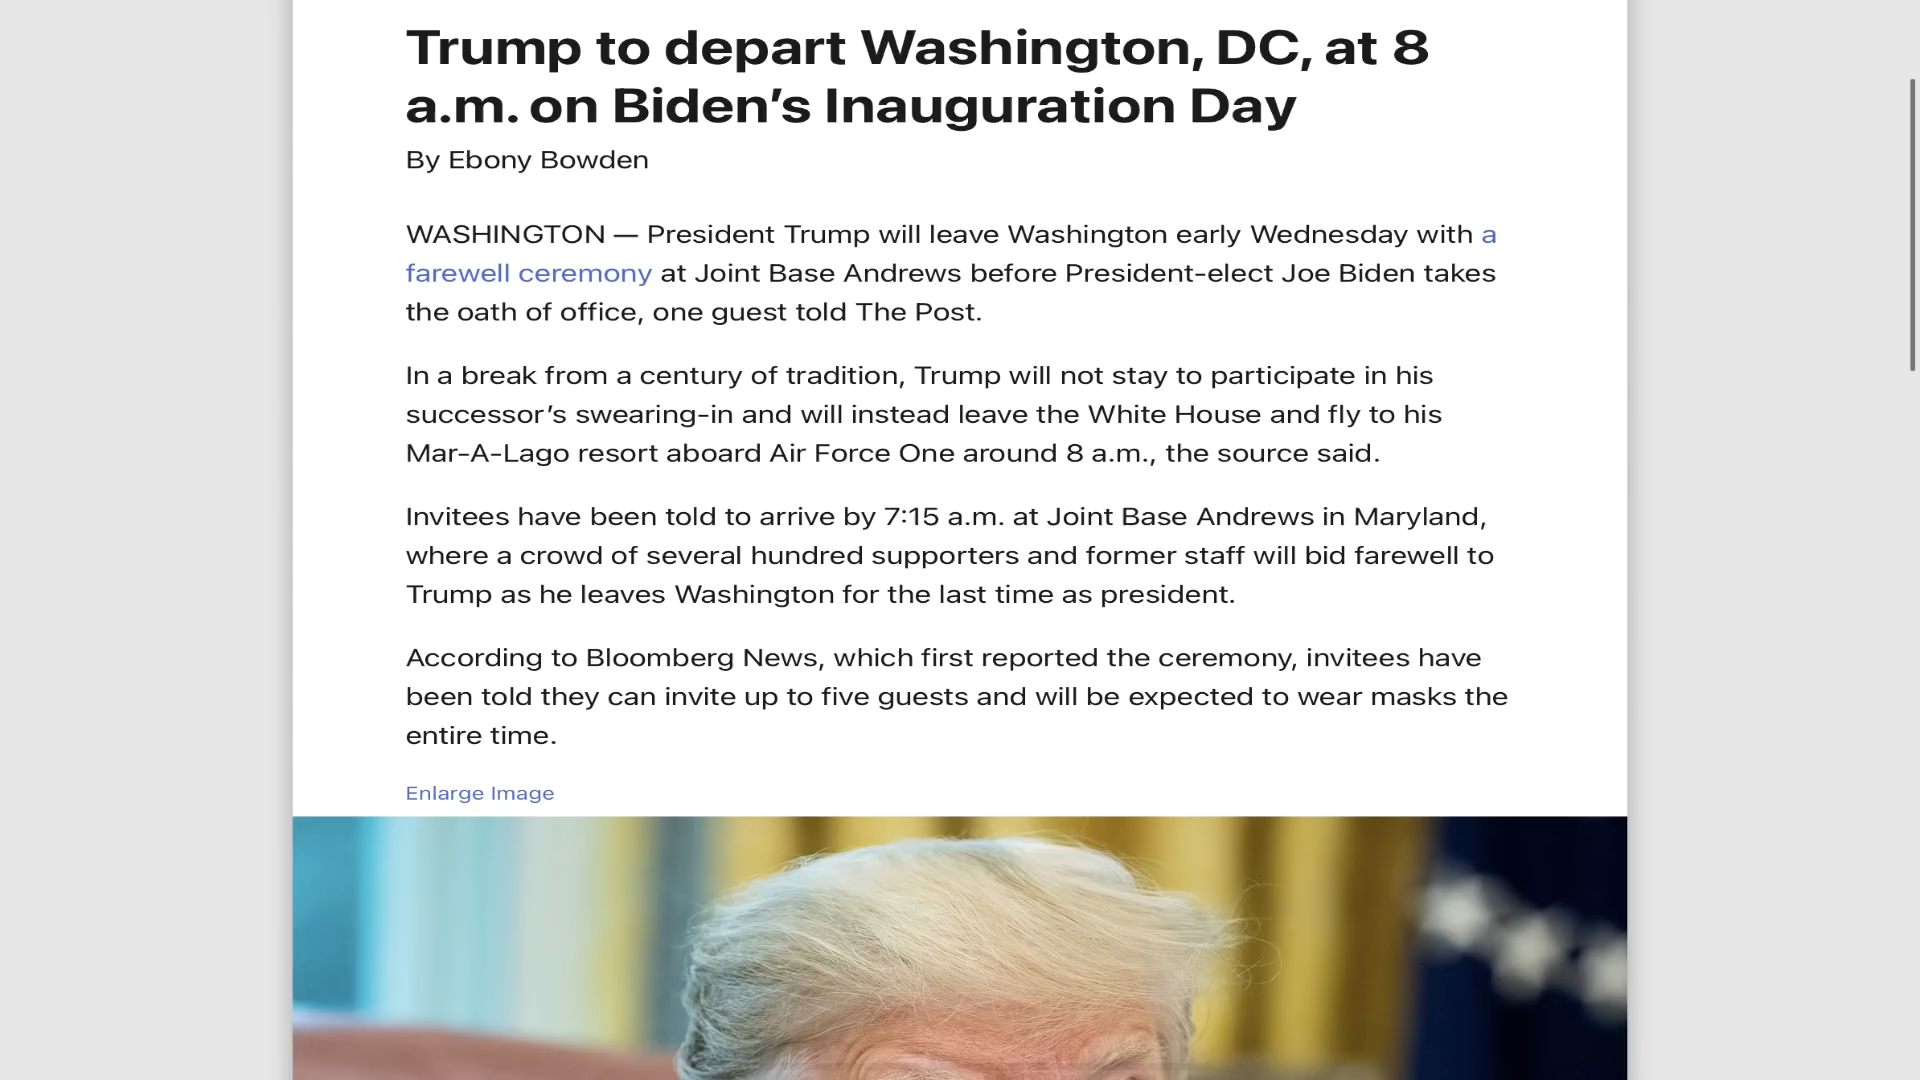 Trump to depart Washington, DC, at 8
a.m. on Biden’s Inauguration Day
By Ebony Bowden
WASHINGTON — President Trump will leave Washington early Wednesday with a
farewell ceremony at Joint Base Andrews before President-elect Joe Biden takes
the oath of office, one guest told The Post.
In a break from a century of tradition, Trump will not stay to participate in his
successor’s swearing-in and will instead leave the White House and fly to his
Mar-A-Lago resort aboard Air Force One around 8 a.m., the source said.
Invitees have been told to arrive by 7:15 a.m. at Joint Base Andrews in Maryland,
where a crowd of several hundred supporters and former staff will bid farewell to
Trump as he leaves Washington for the last time as president.
According to Bloomberg News, which first reported the ceremony, invitees have
been told they can invite up to five guests and will be expected to wear masks the
entire time.
Enlarge Image